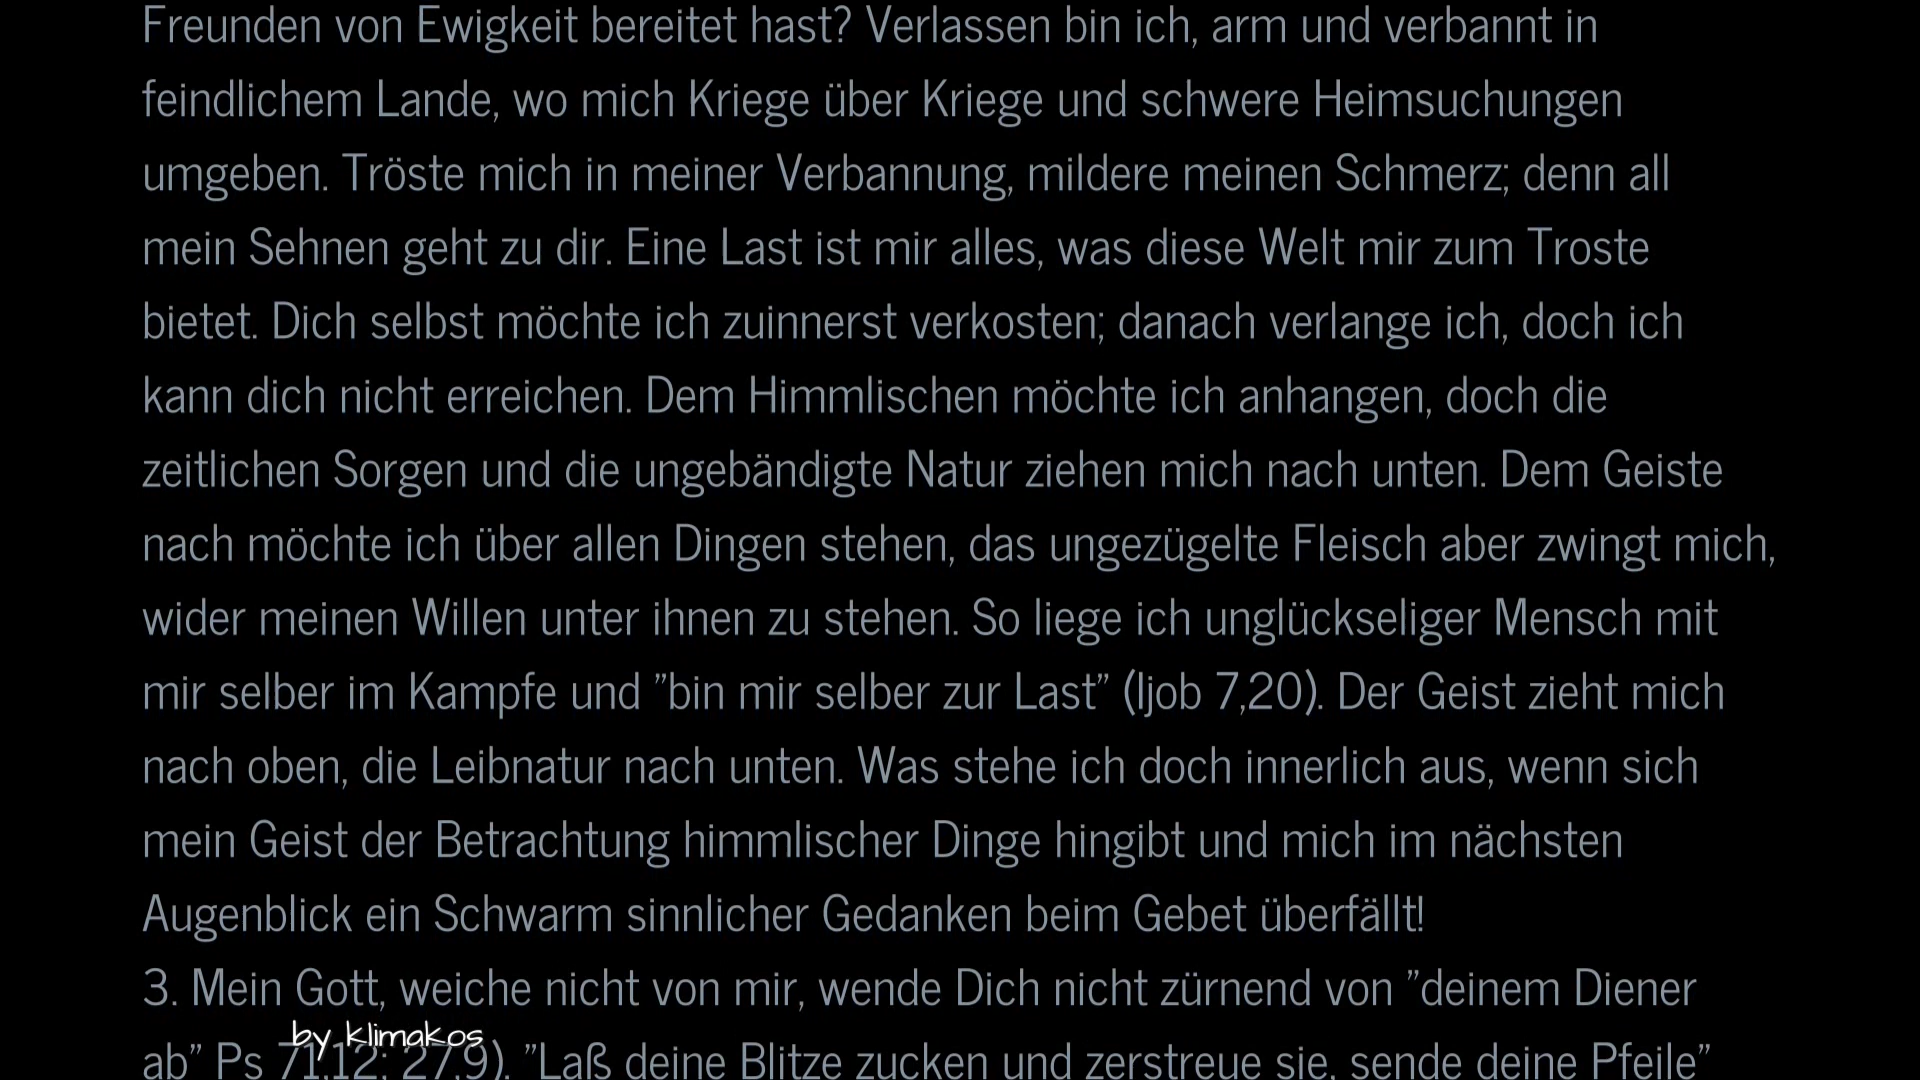 Freunden von Ewigkeit bereitet hast? Verlassen bin ich, arm und verbannt in
feindlichem Lande, wo mich Kriege über Kriege und schwere Heimsuchungen
umgeben. Tröste mich in meiner Verbannung, mildere meinen Schmerz; denn all
mein Sehnen geht zu dir. Eine Last ist mir alles, was diese Welt mir zum Troste
bietet. Dich selbst möchte ich zuinnerst verkosten; danach verlange ich, doch ich
kann dich nicht erreichen. Dem Himmlischen möchte ich anhangen, doch die
zeitlichen Sorgen und die ungebändigte Natur ziehen mich nach unten. Dem Geiste
nach möchte ich über allen Dingen stehen, das ungezügelte Fleisch aber zwingt mich,
wider meinen Willen unter ihnen zu stehen. So liege ich unglückseliger Mensch mit
mir selber im Kampfe und "bin mir selber zur Last" (Ijob 7,20). Der Geist zieht mich
nach oben, die Leibnatur nach unten. Was stehe ich doch innerlich aus, wenn sich
mein Geist der Betrachtung himmlischer Dinge hingibt und mich im nächsten
Augenblick ein Schwarm sinnlicher Gedanken beim Gebet überfällt!
3. Mein Gott, weiche nicht von mir, wende Dich nicht zürnend von "deinem Diener
by klimakos
ab" Ps 71,12; 27,9). "Laß deine Blitze zucken und zerstreue sie, sende deine Pfeile"